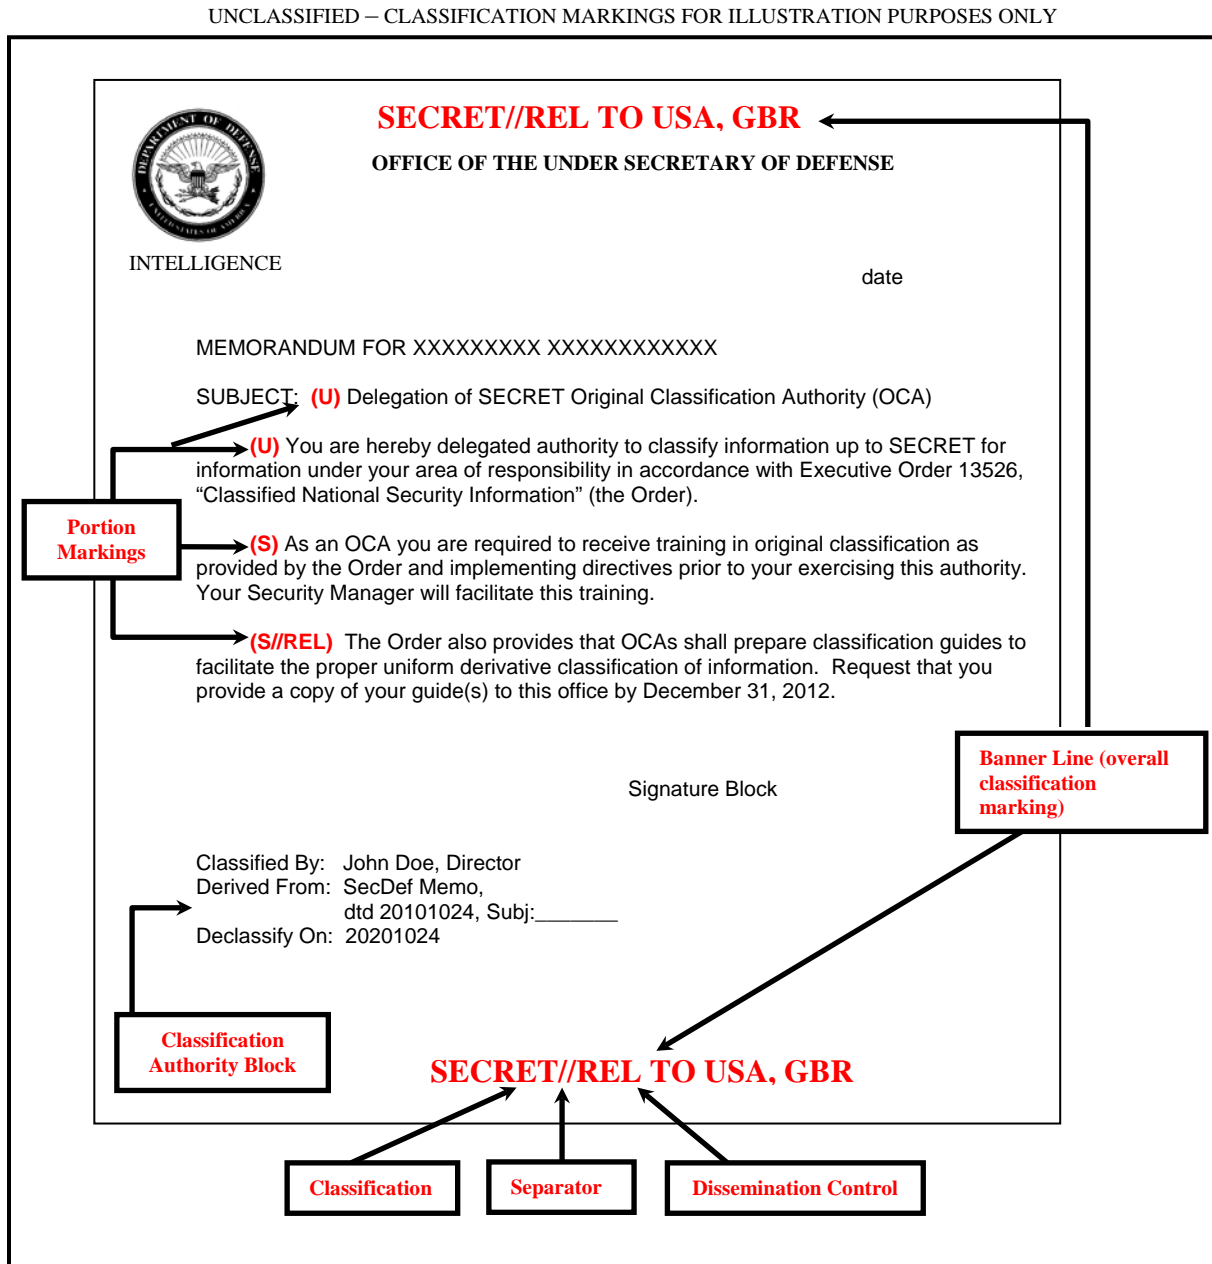 UNCLASSIFIED – CLASSIFICATION MARKINGS FOR ILLUSTRATION PURPOSES ONLY
SECRET//REL TO USA, GBR
DEPARTMENT OF DEFENSE
UNITED STATES OF AMERICA
OFFICE OF THE UNDER SECRETARY OF DEFENSE
INTELLIGENCE
date
MEMORANDUM FOR XXXXXXXXX XXXXXXXXXXXX
SUBJECT: (U) Delegation of SECRET Original Classification Authority (OCA)
(U) You are hereby delegated authority to classify information up to SECRET for
information under your area of responsibility in accordance with Executive Order 13526,
“Classified National Security Information” (the Order).
Portion
Markings
(S) As an OCA you are required to receive training in original classification as
provided by the Order and implementing directives prior to your exercising this authority.
Your Security Manager will facilitate this training.
(S//REL) The Order also provides that OCAs shall prepare classification guides to
facilitate the proper uniform derivative classification of information. Request that you
provide a copy of your guide(s) to this office by December 31, 2012.
Banner Line (overall
classification
marking)
Signature Block
Classified By: John Doe, Director
Derived From: SecDef Memo,
dtd 20101024, Subj:_______
Declassify On: 20201024
Classification
Authority Block
SECRET//REL TO USA, GBR
Classification
Separator
Dissemination Control